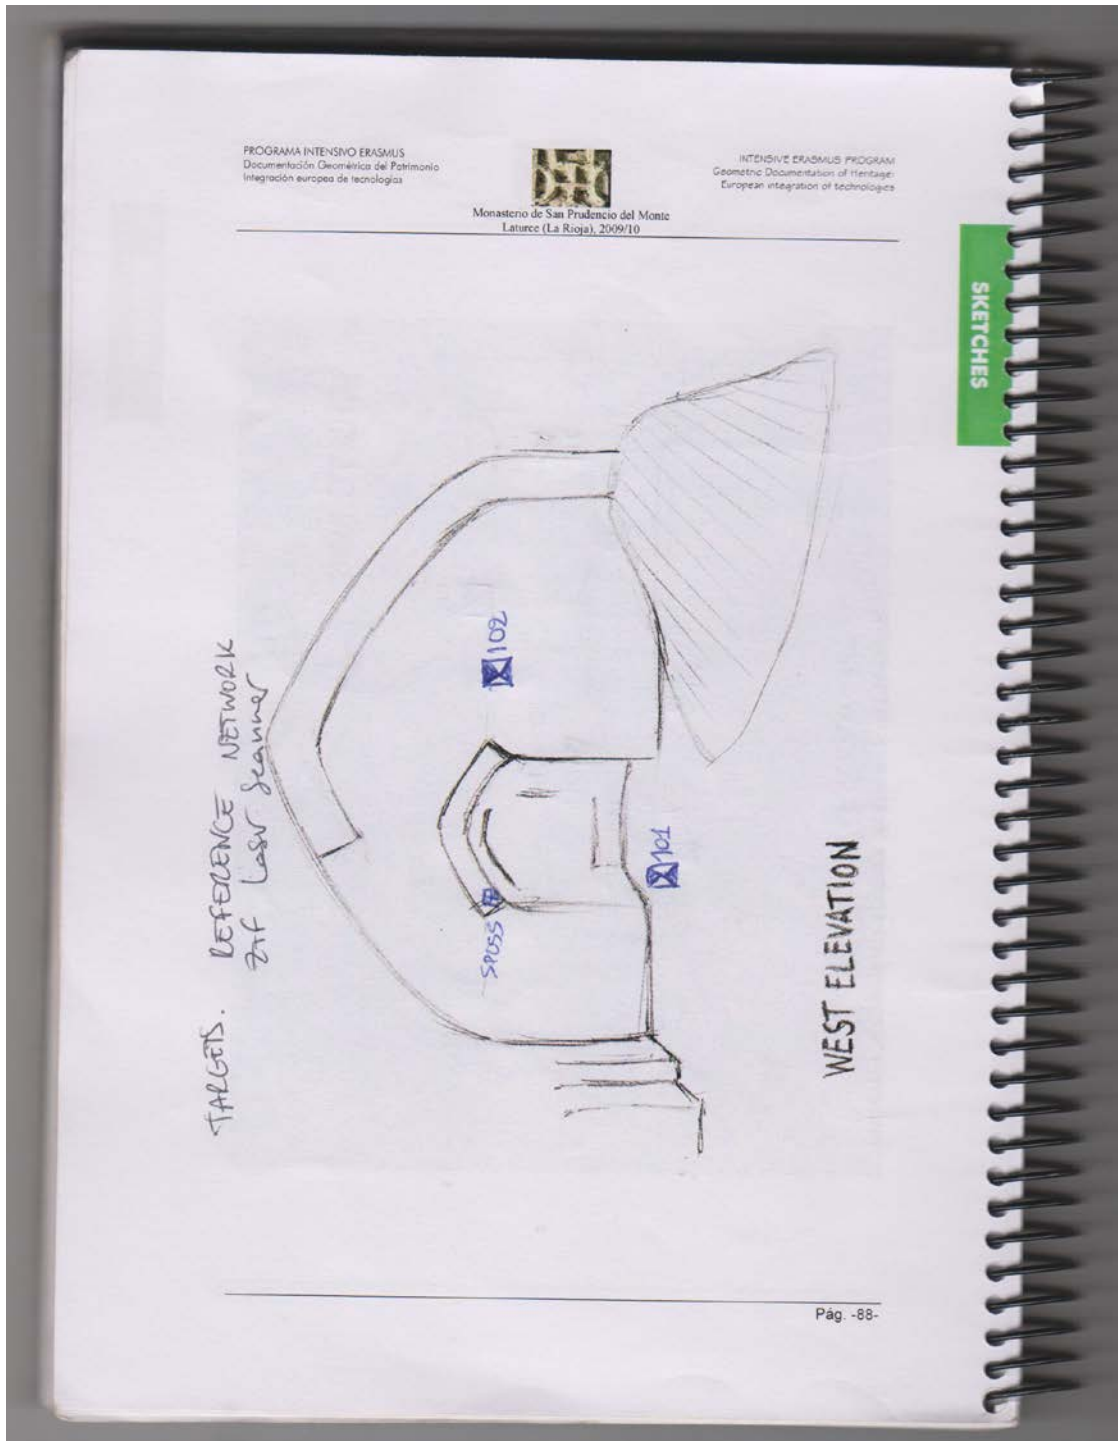 PROGRAMA INTENSIVO ERASMUS
Documentación Geométrica del Patrimonio
Integración europea de tecnologías
INTENSIVE ERASMUS PROGRAM
Geometric Documentation of Heritage:
European integration of technologies
Monasterio de San Prudencio del Monte
Laturce (La Rioja), 2009/10
SKETCHES
TARGETS. REFERENCE NETWORK
Z+F Laser Scanner
102
SPUSS
101
WEST ELEVATION
Pág. -88-